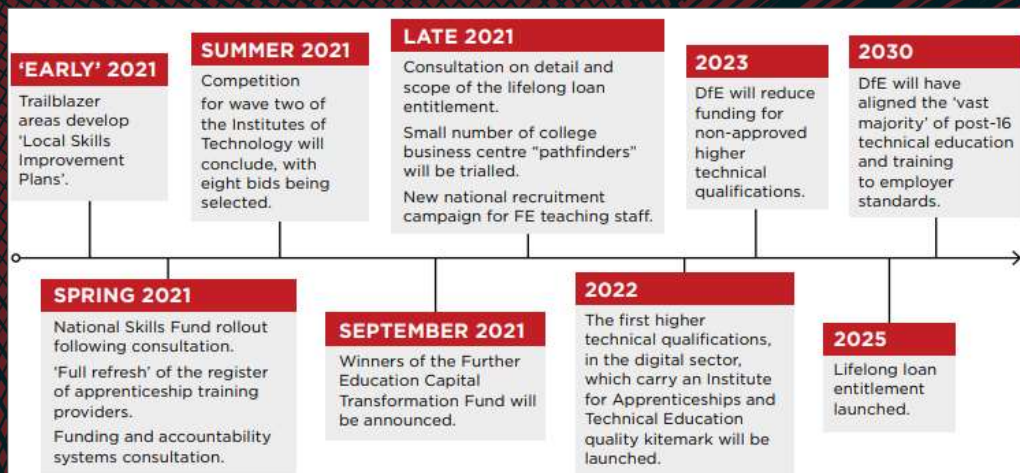 'EARLY' 2021
Trailblazer
areas develop
'Local Skills
Improvement
Plans'.
SPRING 2021
National Skills Fund rollout
following consultation.
'Full refresh' of the register
of apprenticeship training
providers.
Funding and accountability
systems consultation.
SUMMER 2021
Competition
for wave two of
the Institutes of
Technology will
conclude, with
eight bids being
selected.
SEPTEMBER 2021
Winners of the Further
Education Capital
Transformation Fund will
be announced.
LATE 2021
Consultation on detail and
scope of the lifelong loan
entitlement.
Small number of college
business centre "pathfinders"
will be trialled.
New national recruitment
campaign for FE teaching staff.
2022
The first higher
technical qualifications,
in the digital sector,
which carry an Institute
for Apprenticeships and
Technical Education
quality kitemark will be
launched.
2023
DfE will reduce
funding for
non-approved
higher
technical
qualifications.
2025
Lifelong loan
entitlement
launched.
2030
DfE will have
aligned the 'vast
majority' of post-16
technical education
and training
to employer
standards.